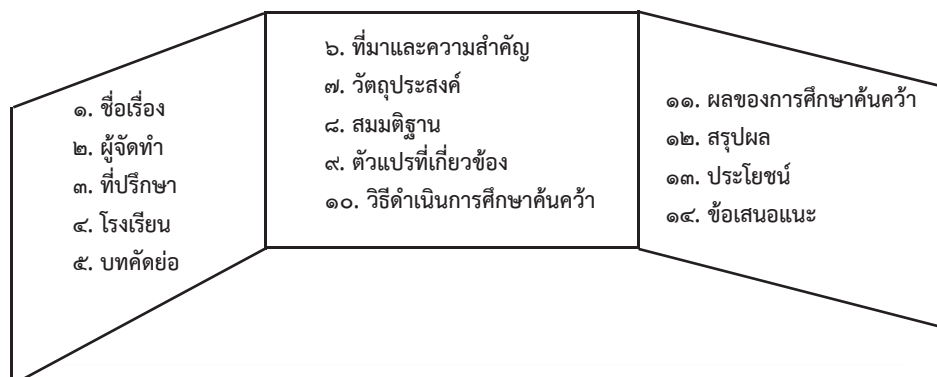 ๑. ชื่อเรื่อง
๒. ผู้จัดทำ
๓. ที่ปรึกษา
๔. โรงเรียน
๕. บทคัดย่อ
๖. ที่มาและความสำคัญ
๗. วัตถุประสงค์
๘. สมมติฐาน
๙. ตัวแปรที่เกี่ยวข้อง
๑๐. วิธีดำเนินการศึกษาค้นคว้า
๑๑. ผลของการศึกษาค้นคว้า
๑๒. สรุปผล
๑๓. ประโยชน์
๑๔. ข้อเสนอแนะ